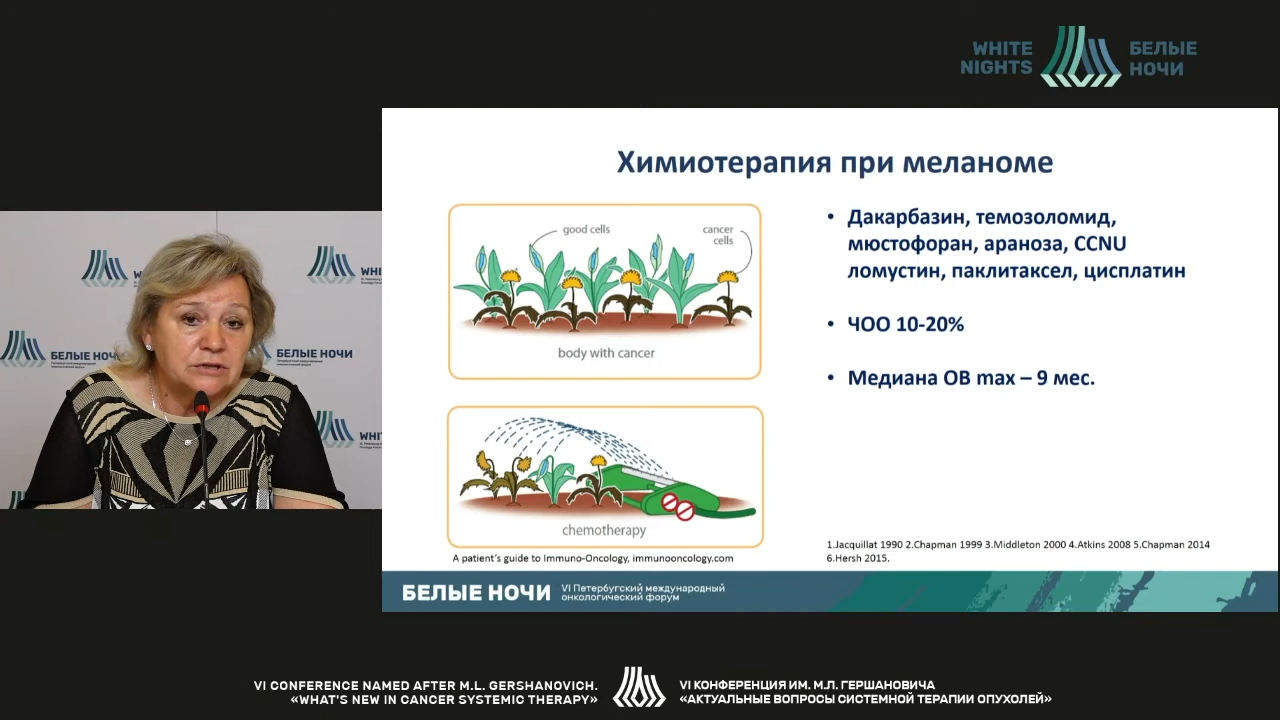 WHITE
NIGHTS
БЕЛЫЕ
НОЧИ
Химиотерапия при меланоме
good cells
cancer
cells
body with cancer
chemotherapy
A patient's guide to Immuno-Oncology, immunooncology.com
• Дакарбазин, темозоломид,
мюстофоран, араноза, CCNU
ломустин, паклитаксел, цисплатин
• ЧОО 10-20%
• Медиана ОВ max – 9 мес.
1.Jacquillat 1990 2.Chapman 1999 3.Middleton 2000 4.Atkins 2008 5.Chapman 2014
6.Hersh 2015.
БЕЛЫЕ НОЧИ
VI Петербургский международный
онкологический форум
WHITE
БЕЛЫЕ НОЧИ
БЕЛЫЕ НОЧИ
WHITE
VI CONFERENCE NAMED AFTER M.L. GERSHANOVICH.
«WHAT'S NEW IN CANCER SYSTEMIC THERAPY»
VI КОНФЕРЕНЦИЯ ИМ. М.Л. ГЕРШАНОВИЧА
«АКТУАЛЬНЫЕ ВОПРОСЫ СИСТЕМНОЙ ТЕРАПИИ ОПУХОЛЕЙ»